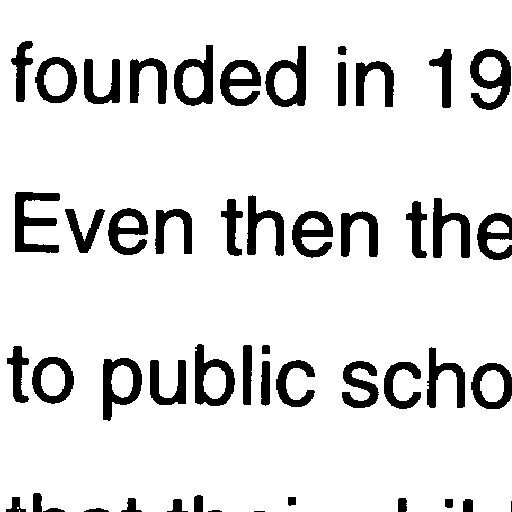 founded in 19
Even then the
to public scho